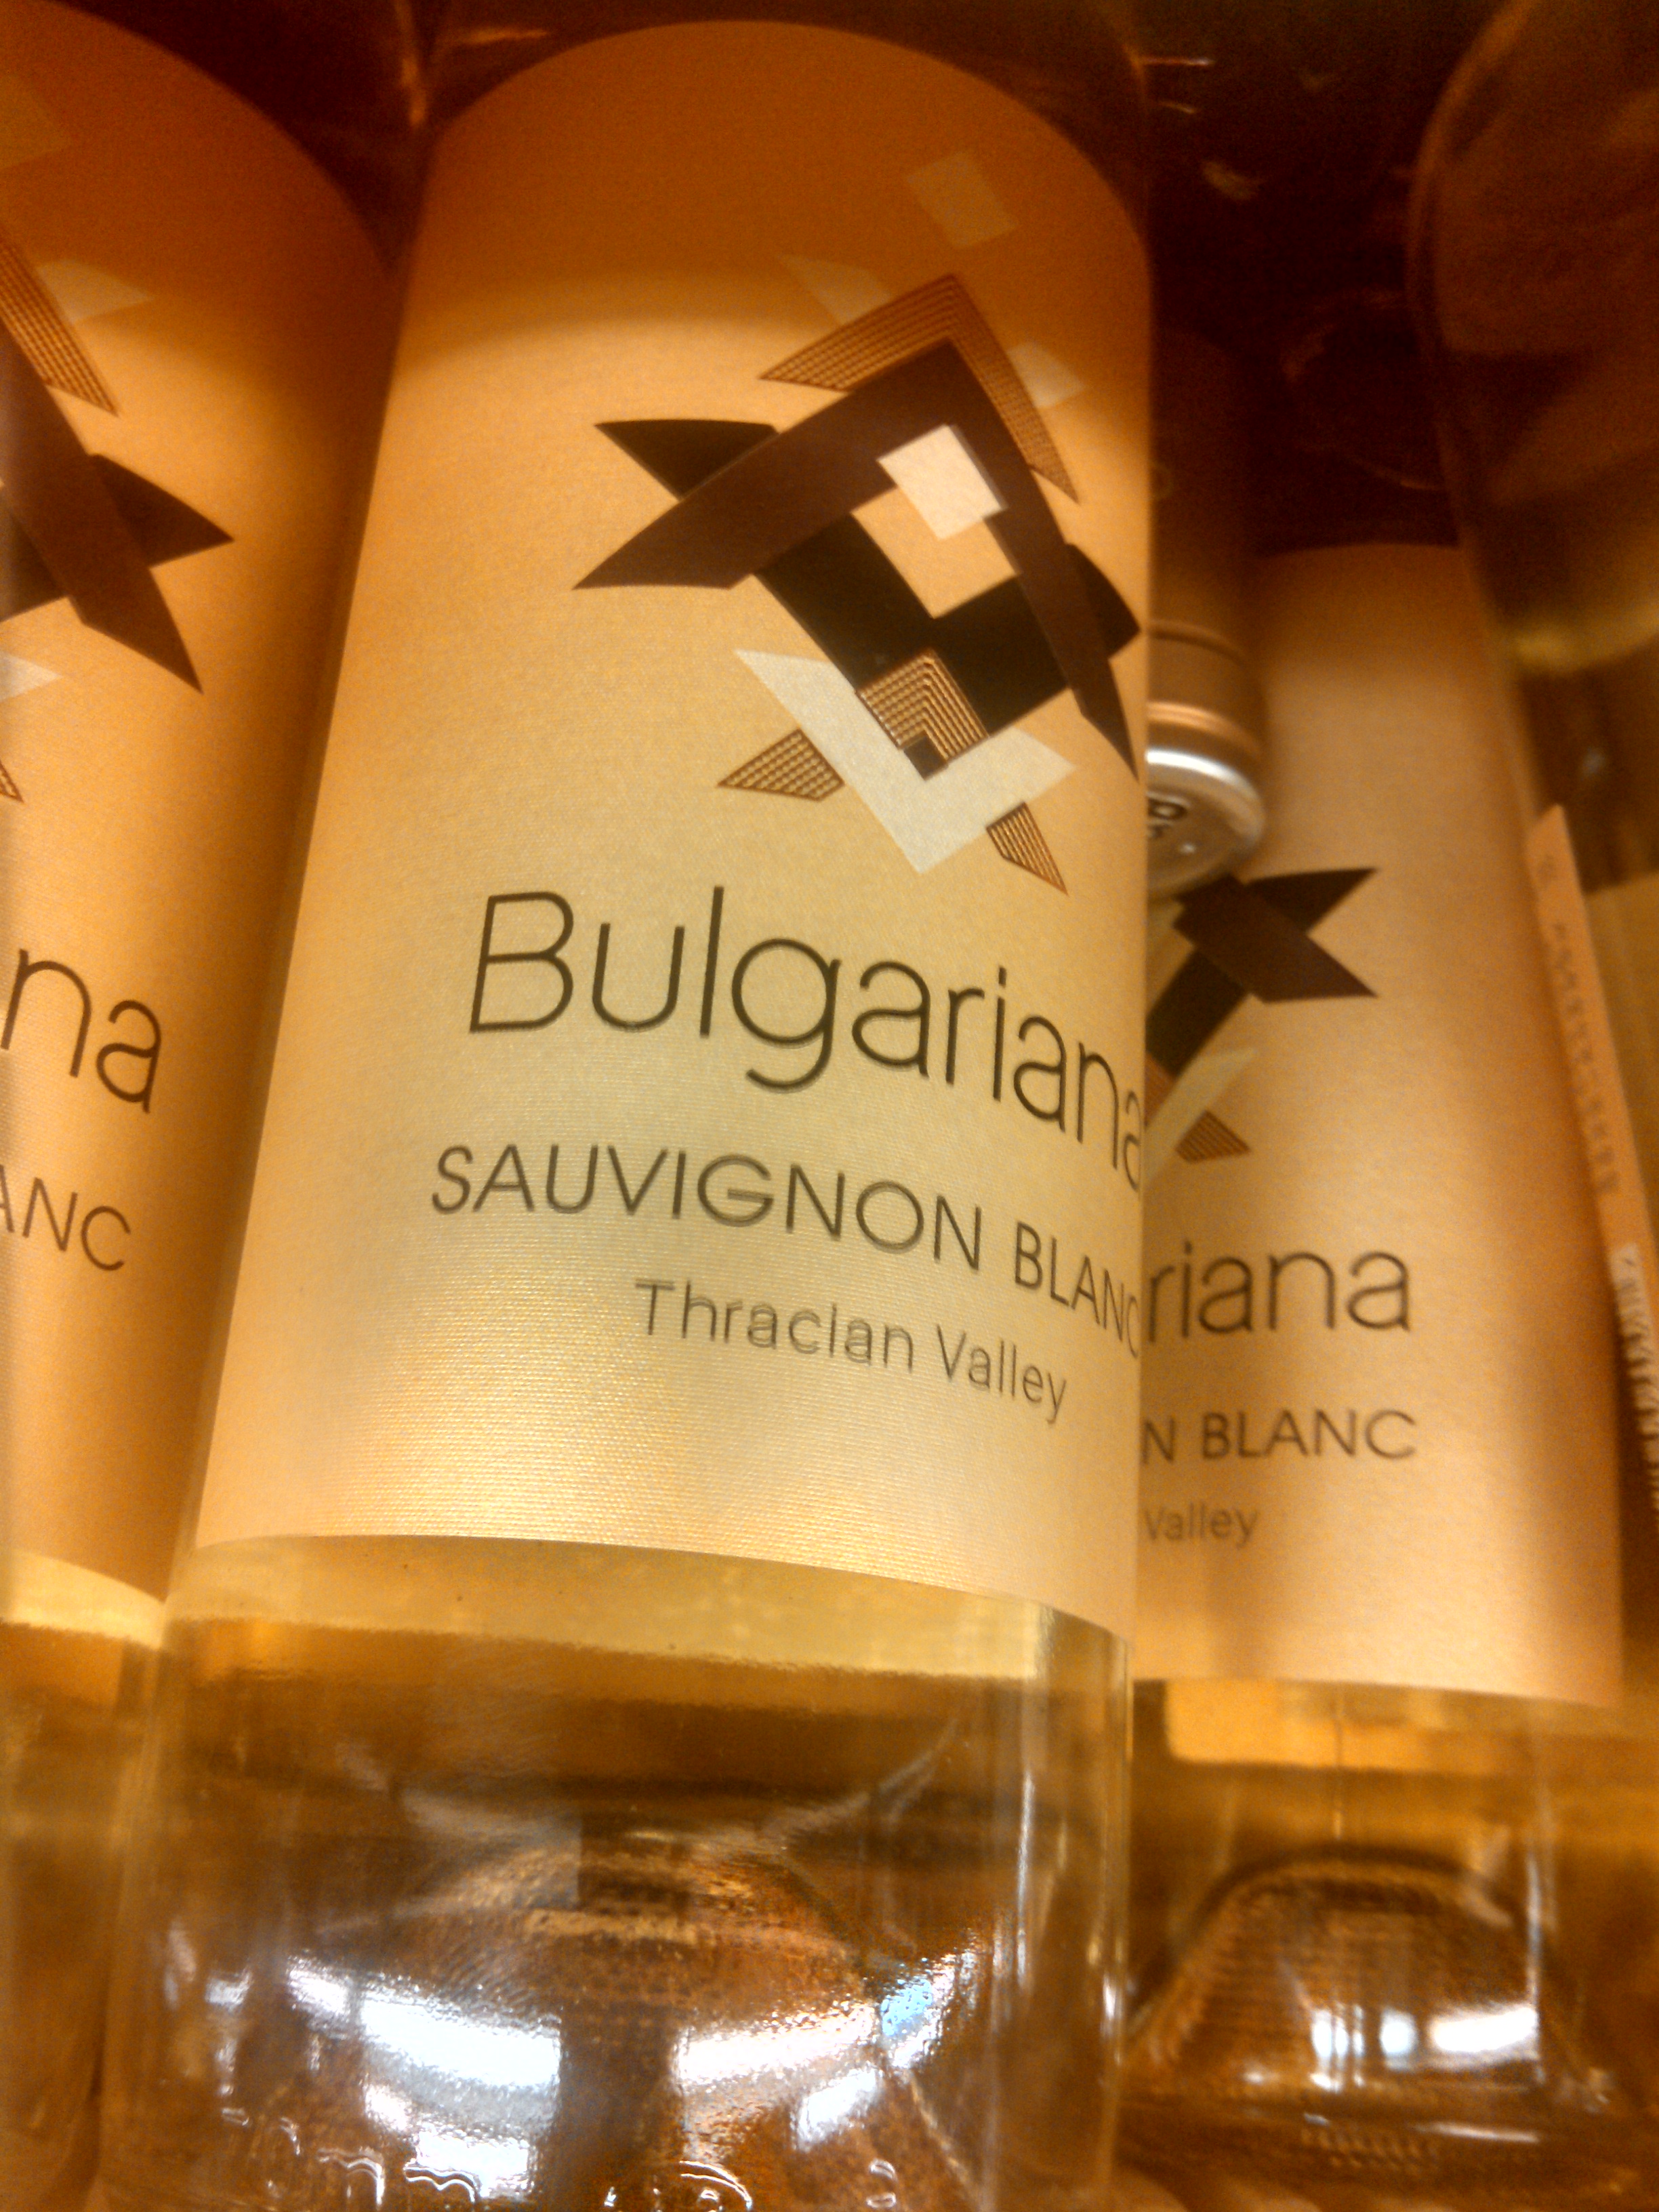 Bulgariana
SAUVIGNON BLANC
Thracian Valley
na
ANC
riana
N BLANC
Valley